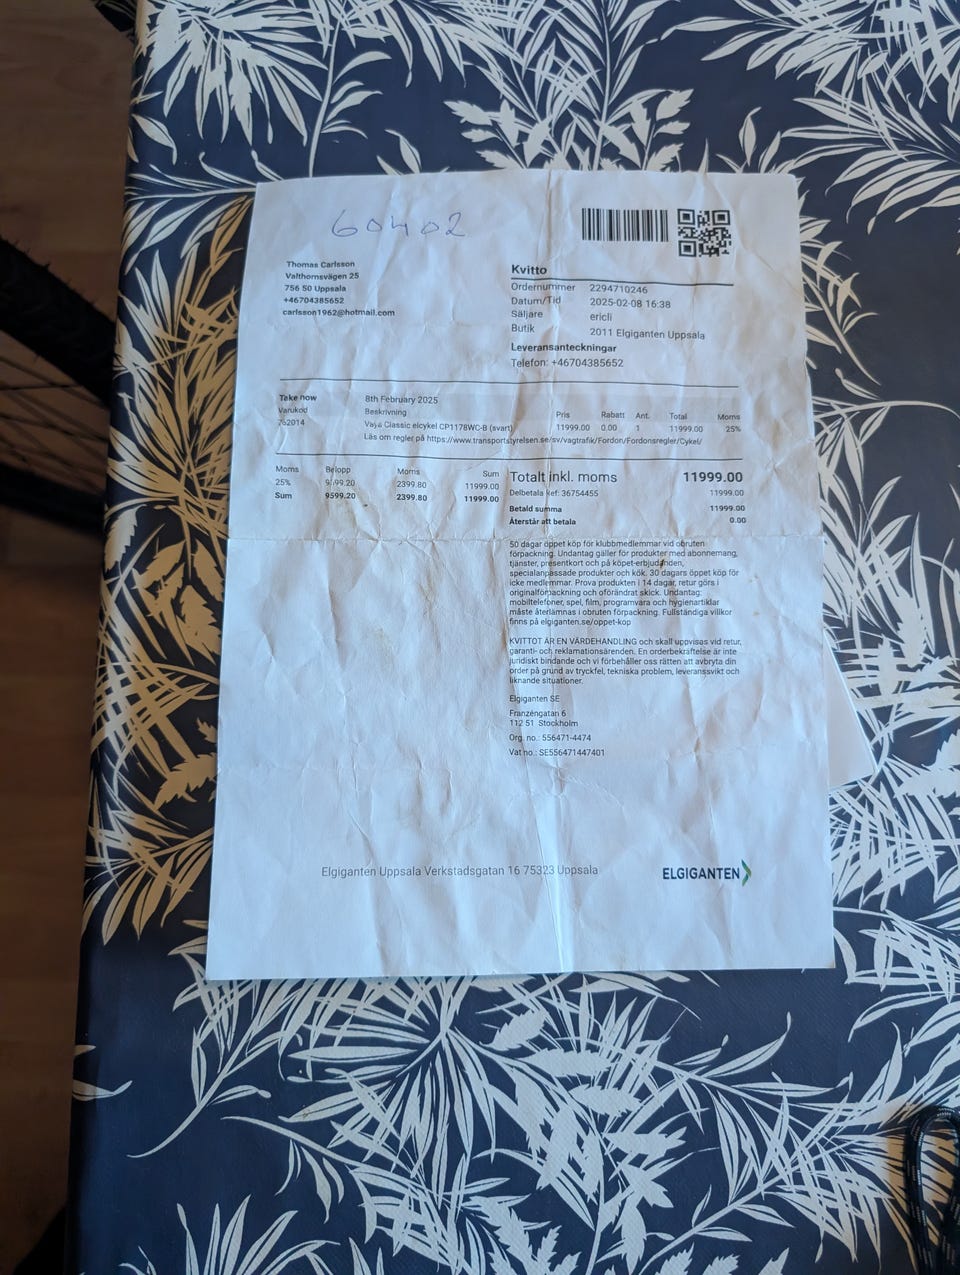 60402
Thomas Carlsson
Valthornsvägen 25
756 50 Uppsala
+46704385652
carlsson1962@hotmail.com
Kvitto
Ordernummer 2294710246
Datum/Tid 2025-02-08 16:38
Säljare ericli
Butik 2011 Elgiganten Uppsala
Leveransanteckningar
Telefon: +46704385652
Take now 8th February 2025
Varukod Beskrivning Pris Rabatt Ant. Total Moms
762014 Classic elcykel CP1178WC-B (svart) 11999.00 0.00 1 11999.00 25%
Läs om regler på https://www.transportstyrelsen.se/sv/vagtrafik/Fordon/Fordonsregler/Cykel/
Moms Belopp Moms Sum
25% 9599.20 2399.80 11999.00
Sum 9599.20 2399.80 11999.00
Totalt inkl. moms 11999.00
Delbetala ref: 36754455 11999.00
Betald summa 11999.00
Återstår att betala 0.00
50 dagar öppet köp för klubbmedlemmar vid obruten
förpackning. Undantag gäller för produkter med abonnemang,
tjänster, presentkort och på köpet-erbjudanden,
specialanpassade produkter och kök. 30 dagars öppet köp för
icke medlemmar. Prova produkten i 14 dagar, retur görs i
originalförpackning och oförändrat skick. Undantag:
mobiltelefoner, spel, film, programvara och hygienartiklar
måste återlämnas i obruten förpackning. Fullständiga villkor
finns på elgiganten.se/oppet-kop
KVITTOT ÄR EN VÄRDEHANDLING och skall uppvisas vid retur,
garanti- och reklamationsärenden. En orderbekräftelse är inte
juridiskt bindande och vi förbehåller oss rätten att avbryta din
order på grund av tryckfel, tekniska problem, leveranssvikt och
liknande situationer.
Elgiganten SE
Franzéngatan 6
112 51 Stockholm
Org. no.: 556471-4474
Vat no.: SE556471447401
Elgiganten Uppsala Verkstadsgatan 16 75323 Uppsala
ELGIGANTEN